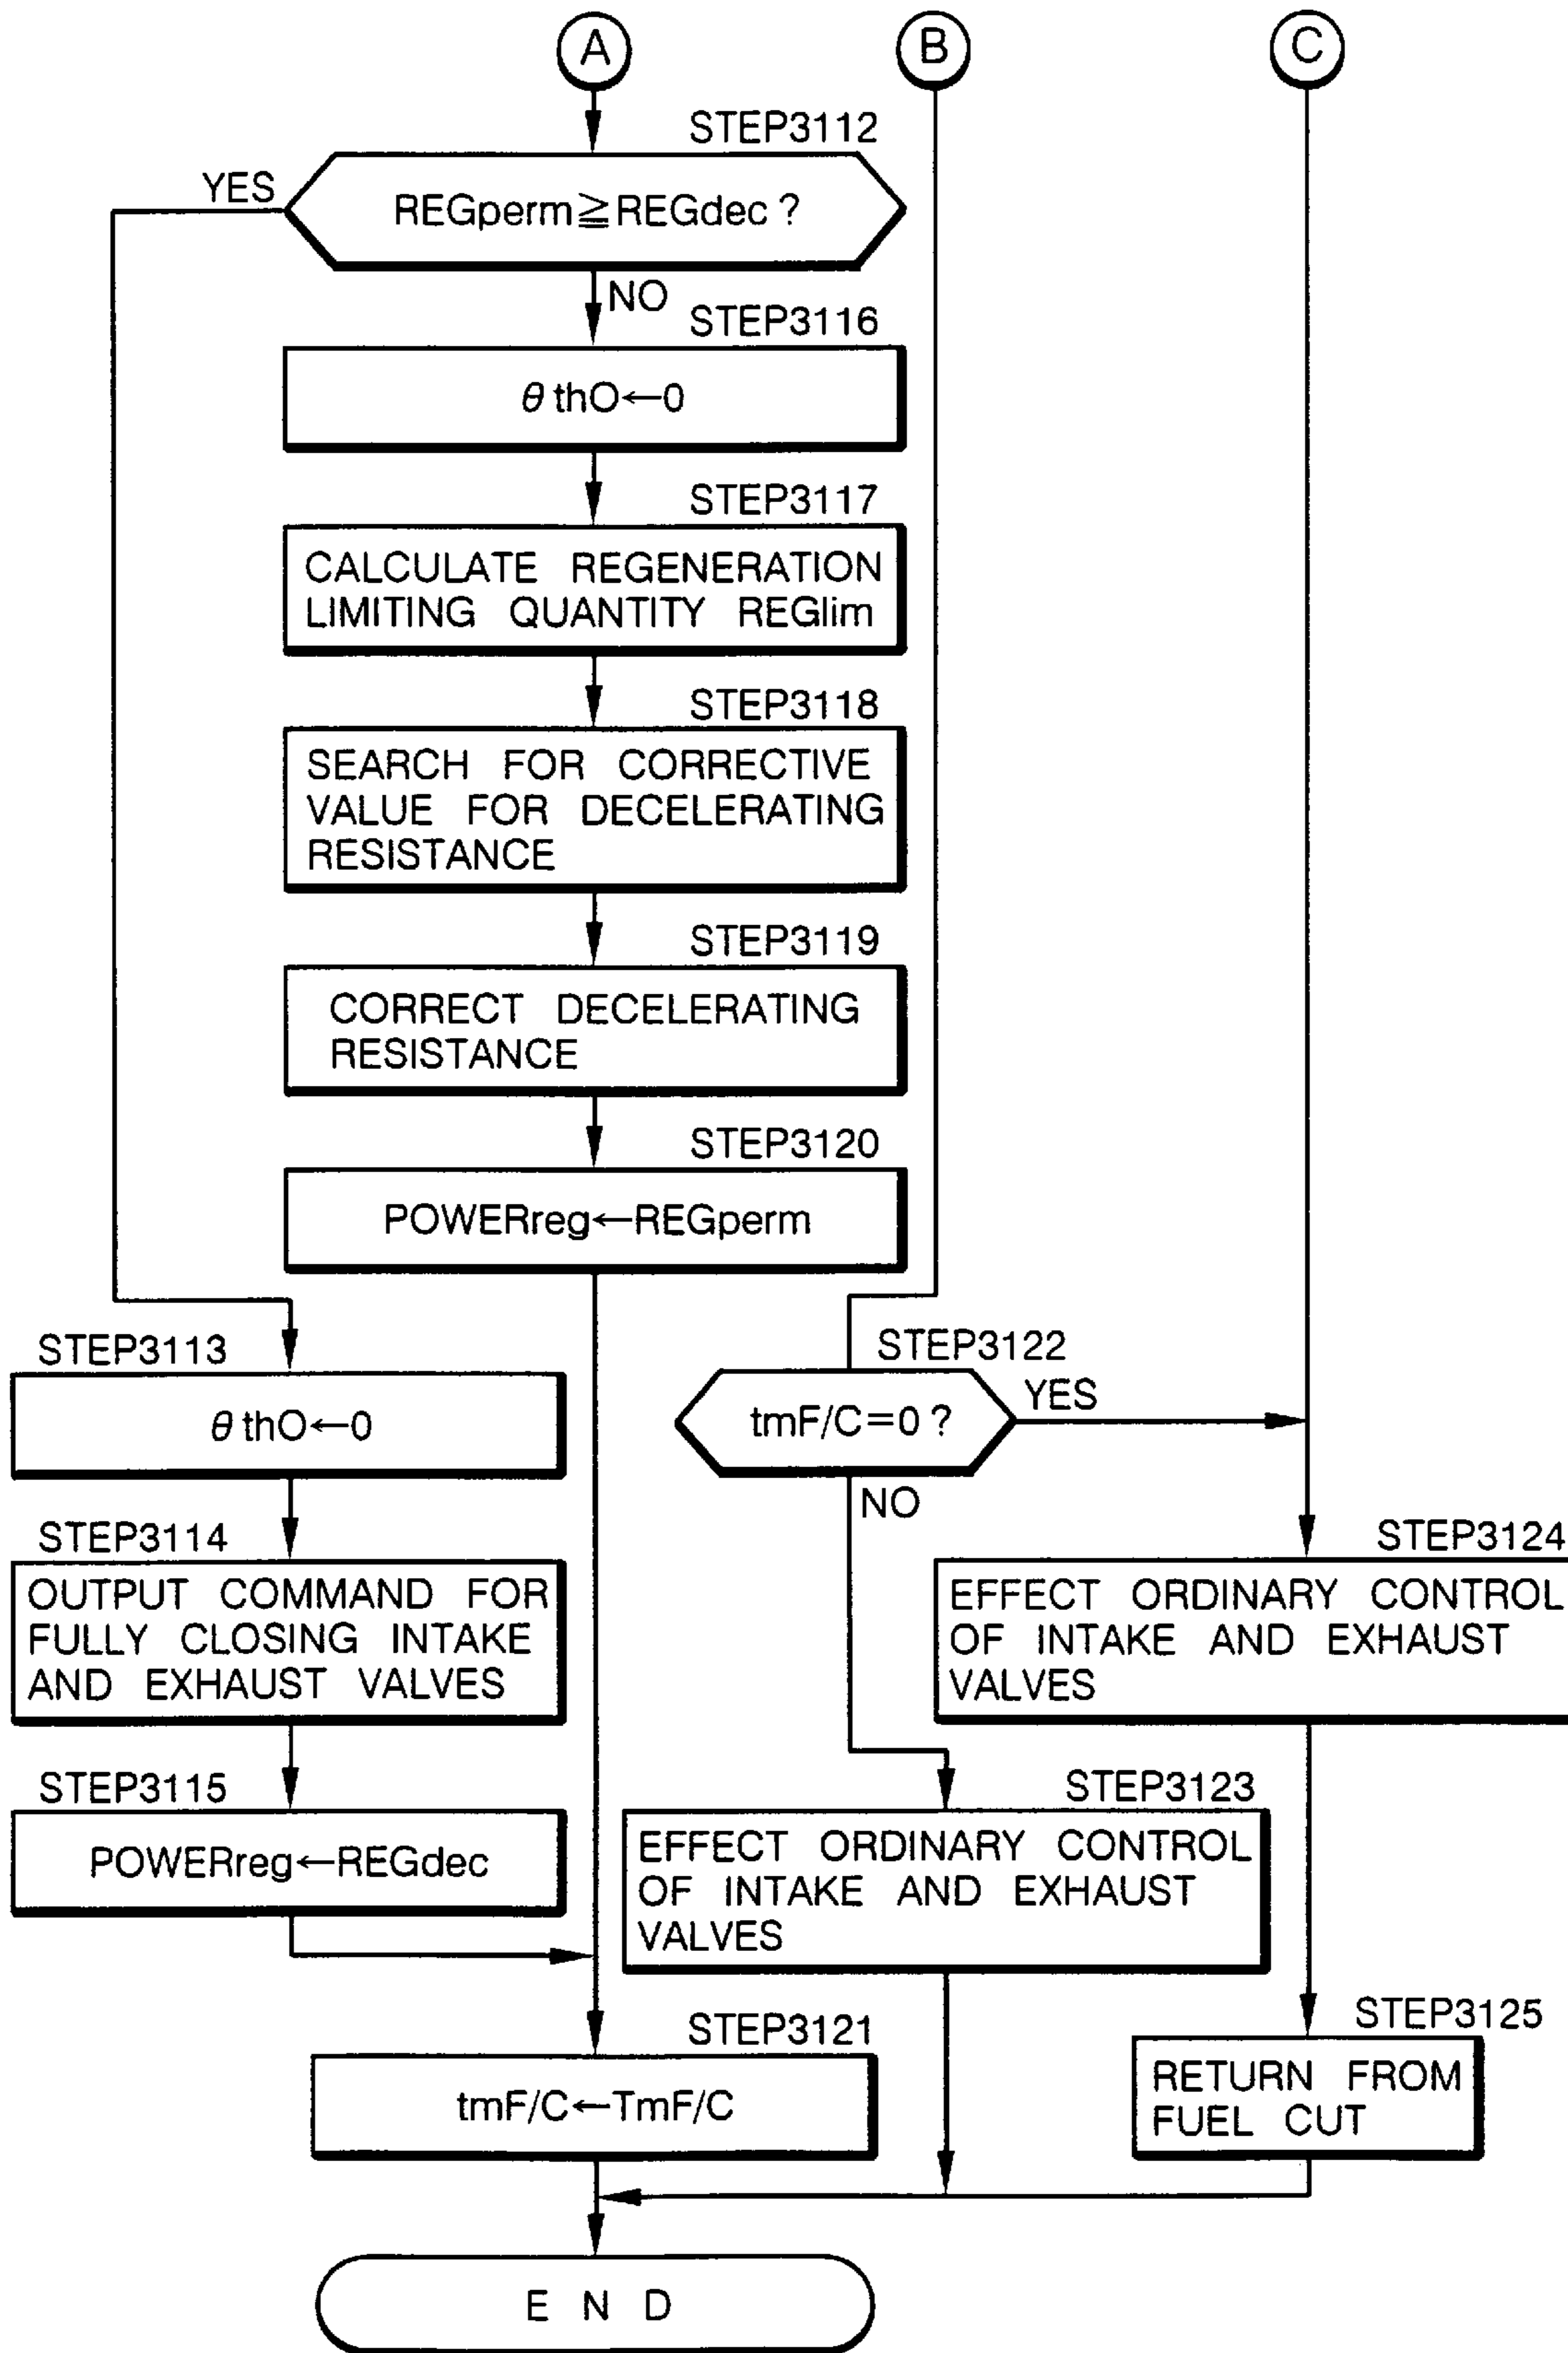 A
B
C
STEP3112
YES
REGperm≧REGdec ?
NO
STEP3116
θthO←0
STEP3117
CALCULATE REGENERATION
LIMITING QUANTITY REGlim
STEP3118
SEARCH FOR CORRECTIVE
VALUE FOR DECELERATING
RESISTANCE
STEP3119
CORRECT DECELERATING
RESISTANCE
STEP3120
POWERreg←REGperm
STEP3113
θthO←0
STEP3114
OUTPUT COMMAND FOR
FULLY CLOSING INTAKE
AND EXHAUST VALVES
STEP3115
POWERreg←REGdec
STEP3122
tmF/C=0 ?
YES
NO
STEP3124
EFFECT ORDINARY CONTROL
OF INTAKE AND EXHAUST
VALVES
STEP3123
EFFECT ORDINARY CONTROL
OF INTAKE AND EXHAUST
VALVES
STEP3121
tmF/C←TmF/C
STEP3125
RETURN FROM
FUEL CUT
E N D